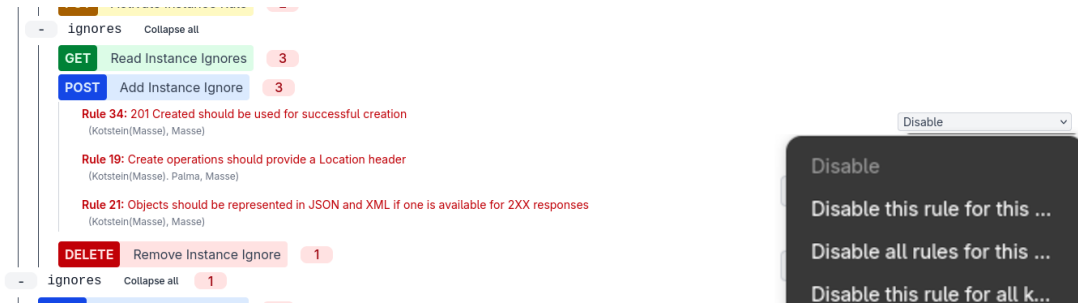 - ignores Collapse all
GET Read Instance Ignores 3
POST Add Instance Ignore 3
Rule 34: 201 Created should be used for successful creation
(Kotstein(Masse), Masse)
Disable
Rule 19: Create operations should provide a Location header
(Kotstein(Masse). Palma, Masse)
Disable
Rule 21: Objects should be represented in JSON and XML if one is available for 2XX responses
(Kotstein(Masse), Masse)
Disable this rule for this ...
Disable all rules for this ...
DELETE Remove Instance Ignore 1
- ignores Collapse all 1
Disable this rule for all k...